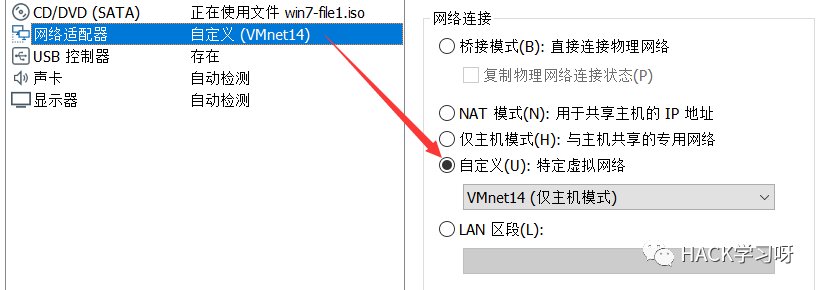 CD/DVD (SATA) 正在使用文件 win7-file1.iso
网络适配器 自定义 (VMnet14)
USB 控制器 存在
声卡 自动检测
显示器 自动检测
网络连接
桥接模式(B): 直接连接物理网络
复制物理网络连接状态(P)
NAT 模式(N): 用于共享主机的 IP 地址
仅主机模式(H): 与主机共享的专用网络
自定义(U): 特定虚拟网络
VMnet14 (仅主机模式)
LAN 区段(L):
HACK学习呀